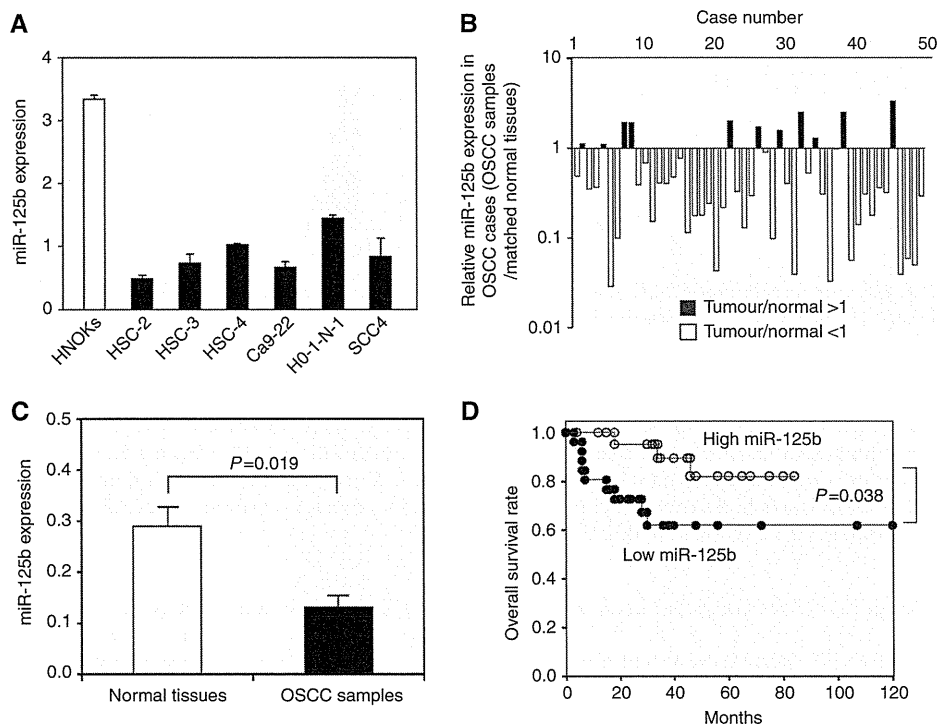 A
miR-125b expression
4
3
2
1
0
HNOKs
HSC-2
HSC-3
HSC-4
Ca9-22
H0-1-N-1
SCC4
B
Case number
1 10 20 30 40 50
Relative miR-125b expression in
OSCC cases (OSCC samples
/matched normal tissues)
10
1
0.1
0.01
Tumour/normal >1
Tumour/normal <1
C
miR-125b expression
0.5
0.4
0.3
0.2
0.1
0.0
P=0.019
Normal tissues
OSCC samples
D
Overall survival rate
1.0
0.8
0.6
0.4
0.2
0.0
High miR-125b
P=0.038
Low miR-125b
0 20 40 60 80 100 120
Months